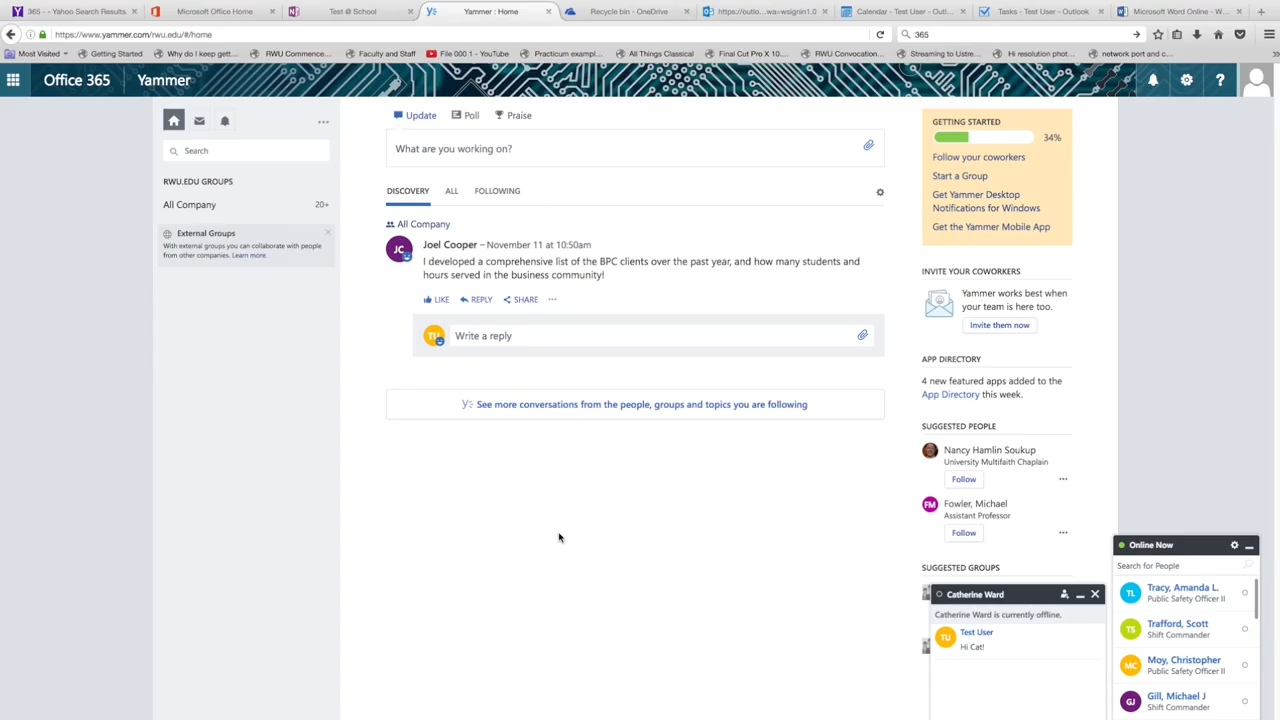 365 - - Yahoo Search Results
Microsoft Office Home
Test @ School
Yammer : Home
Recycle bin - OneDrive
https://outlo...wa=wsignin1.0
Calendar - Test User - Outl...
Tasks - Test User - Outlook
Microsoft Word Online - W...
https://www.yammer.com/rwu.edu/#/home
365
Most Visited
Getting Started
Why do i keep gett...
RWU Commence...
Faculty and Staff
File 000 1 - YouTube
Practicum exampl...
All Things Classical
Final Cut Pro X 10....
RWU Convocation...
Streaming to Ustre...
Hi resolution phot...
network port and c...
Office 365
Yammer
Search
RWU.EDU GROUPS
All Company 20+
External Groups
With external groups you can collaborate with people
from other companies. Learn more.
Update Poll Praise
What are you working on?
DISCOVERY ALL FOLLOWING
All Company
JC
Joel Cooper – November 11 at 10:50am
I developed a comprehensive list of the BPC clients over the past year, and how many students and
hours served in the business community!
LIKE REPLY SHARE
TU
Write a reply
See more conversations from the people, groups and topics you are following
GETTING STARTED
34%
Follow your coworkers
Start a Group
Get Yammer Desktop
Notifications for Windows
Get the Yammer Mobile App
INVITE YOUR COWORKERS
Yammer works best when
your team is here too.
Invite them now
APP DIRECTORY
4 new featured apps added to the
App Directory this week.
SUGGESTED PEOPLE
Nancy Hamlin Soukup
University Multifaith Chaplain
Follow
FM
Fowler, Michael
Assistant Professor
Follow
SUGGESTED GROUPS
Catherine Ward
Catherine Ward is currently offline.
TU
Test User
Hi Cat!
Online Now
Search for People
TL
Tracy, Amanda L.
Public Safety Officer II
TS
Trafford, Scott
Shift Commander
MC
Moy, Christopher
Public Safety Officer II
GJ
Gill, Michael J
Shift Commander